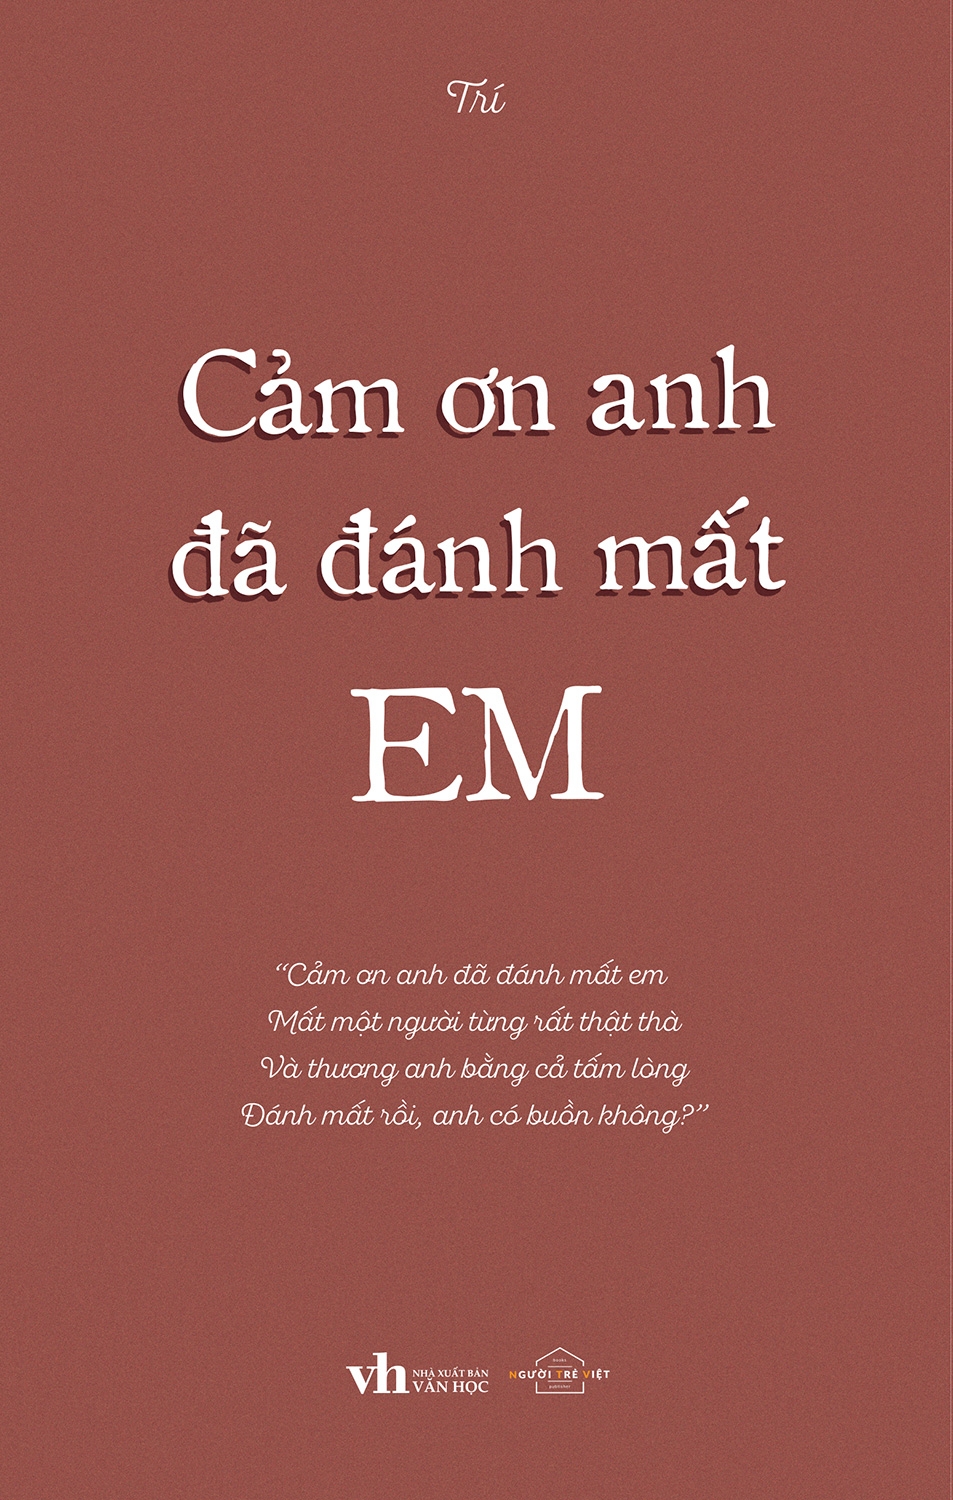 Trí
Cảm ơn anh
đã đánh mất
EM
“Cảm ơn anh đã đánh mất em
Mất một người từng rất thật thà
Và thương anh bằng cả tấm lòng
Đánh mất rồi, anh có buồn không?”
vh NHÀ XUẤT BẢN
VĂN HỌC
books
NGƯỜI TRẺ VIỆT
publisher